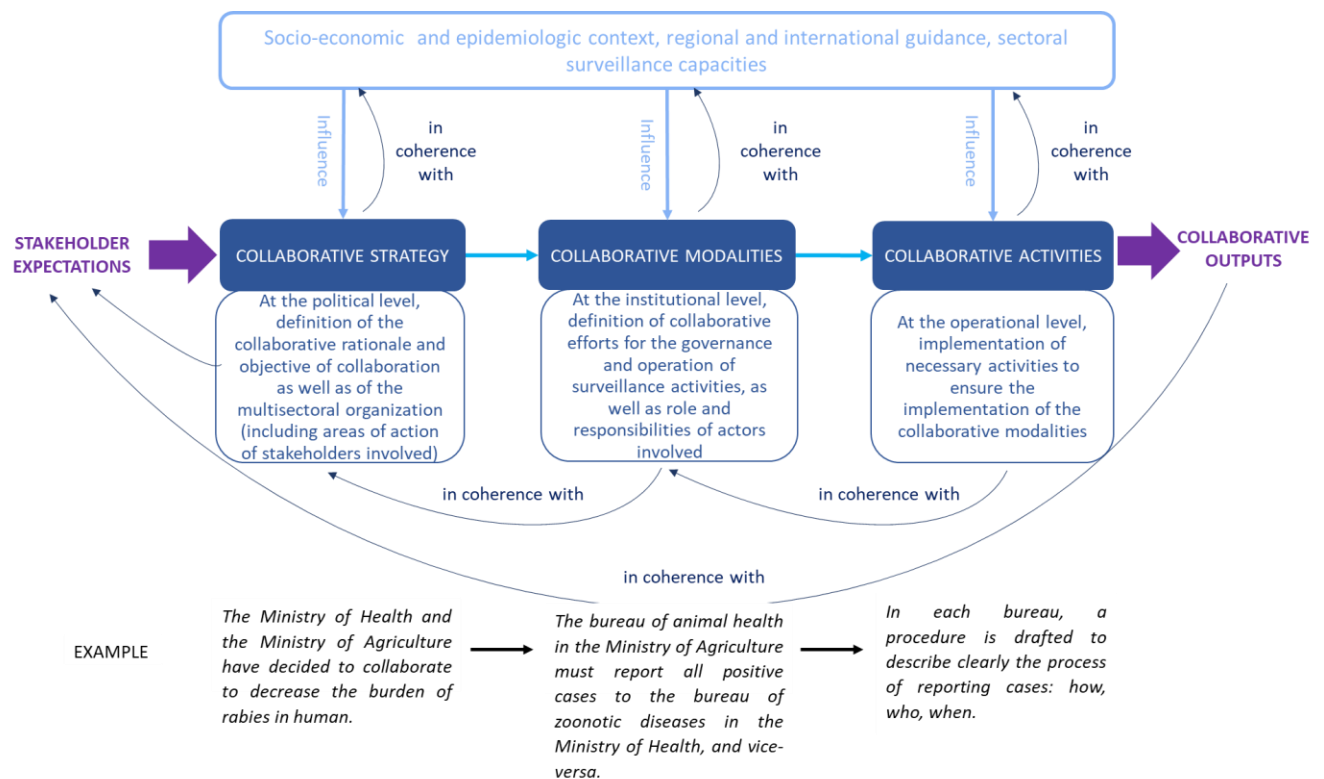 Socio-economic and epidemiologic context, regional and international guidance, sectoral
surveillance capacities
Influence
in
coherence
with
Influence
in
coherence
with
Influence
in
coherence
with
STAKEHOLDER
EXPECTATIONS
COLLABORATIVE STRATEGY
COLLABORATIVE MODALITIES
COLLABORATIVE ACTIVITIES
COLLABORATIVE
OUTPUTS
At the political level,
definition of the
collaborative rationale and
objective of collaboration
as well as of the
multisectoral organization
(including areas of action
of stakeholders involved)
At the institutional level,
definition of collaborative
efforts for the governance
and operation of
surveillance activities, as
well as role and
responsibilities of actors
involved
At the operational level,
implementation of
necessary activities to
ensure the
implementation of the
collaborative modalities
in coherence with
in coherence with
in coherence with
EXAMPLE
The Ministry of Health and
the Ministry of Agriculture
have decided to collaborate
to decrease the burden of
rabies in human.
The bureau of animal health
in the Ministry of Agriculture
must report all positive
cases to the bureau of
zoonotic diseases in the
Ministry of Health, and vice-
versa.
In each bureau, a
procedure is drafted to
describe clearly the process
of reporting cases: how,
who, when.